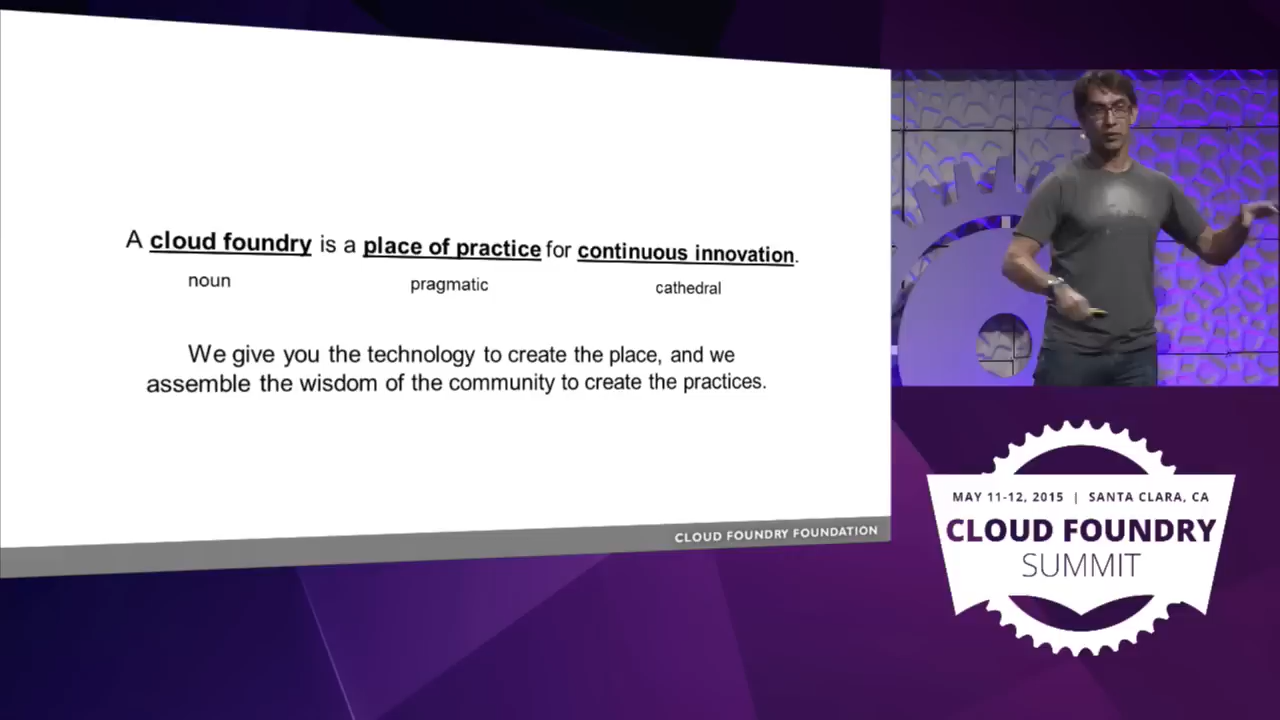 A cloud foundry is a place of practice for continuous innovation.
noun pragmatic cathedral
We give you the technology to create the place, and we
assemble the wisdom of the community to create the practices.
CLOUD FOUNDRY FOUNDATION
MAY 11-12, 2015 | SANTA CLARA, CA
CLOUD FOUNDRY
SUMMIT